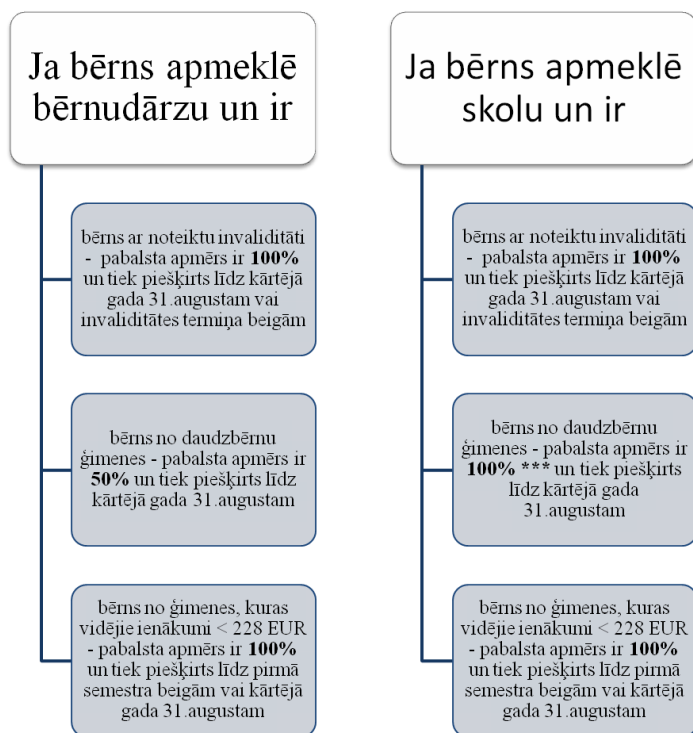 Ja bērns apmeklē
bērnudārzu un ir
bērns ar noteiktu invaliditāti
- pabalsta apmērs ir 100%
un tiek piešķirts līdz kārtējā
gada 31.augustam vai
invaliditātes termiņa beigām
bērns no daudzbērnu
ģimenes - pabalsta apmērs ir
50% un tiek piešķirts līdz
kārtējā gada 31.augustam
bērns no ģimenes, kuras
vidējie ienākumi < 228 EUR
- pabalsta apmērs ir 100%
un tiek piešķirts līdz pirmā
semestra beigām vai kārtējā
gada 31.augustam
Ja bērns apmeklē
skolu un ir
bērns ar noteiktu invaliditāti
- pabalsta apmērs ir 100%
un tiek piešķirts līdz kārtējā
gada 31.augustam vai
invaliditātes termiņa beigām
bērns no daudzbērnu
ģimenes - pabalsta apmērs ir
100% *** un tiek piešķirts
līdz kārtējā gada
31.augustam
bērns no ģimenes, kuras
vidējie ienākumi < 228 EUR
- pabalsta apmērs ir 100%
un tiek piešķirts līdz pirmā
semestra beigām vai kārtējā
gada 31.augustam